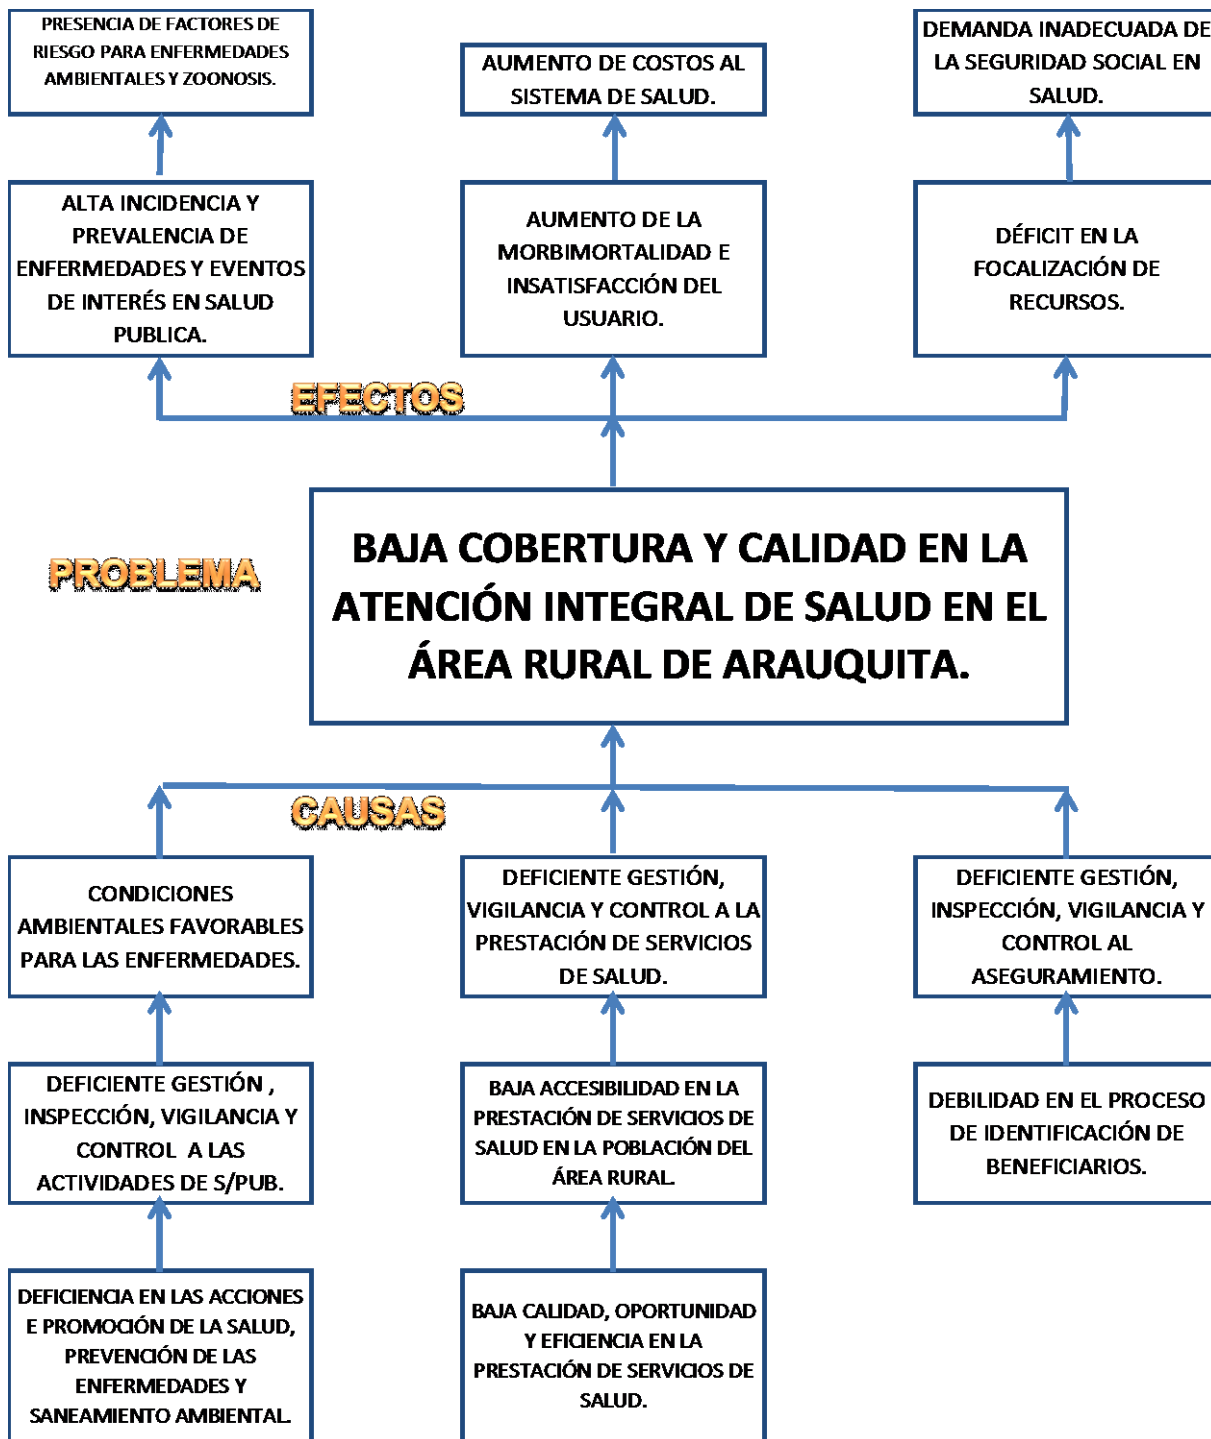 PRESENCIA DE FACTORES DE
RIESGO PARA ENFERMEDADES
AMBIENTALES Y ZOONOSIS.
AUMENTO DE COSTOS AL
SISTEMA DE SALUD.
DEMANDA INADECUADA DE
LA SEGURIDAD SOCIAL EN
SALUD.
ALTA INCIDENCIA Y
PREVALENCIA DE
ENFERMEDADES Y EVENTOS
DE INTERÉS EN SALUD
PUBLICA.
AUMENTO DE LA
MORBIMORTALIDAD E
INSATISFACCIÓN DEL
USUARIO.
DÉFICIT EN LA
FOCALIZACIÓN DE
RECURSOS.
EFECTOS
PROBLEMA
BAJA COBERTURA Y CALIDAD EN LA
ATENCIÓN INTEGRAL DE SALUD EN EL
ÁREA RURAL DE ARAUQUITA.
CAUSAS
CONDICIONES
AMBIENTALES FAVORABLES
PARA LAS ENFERMEDADES.
DEFICIENTE GESTIÓN,
VIGILANCIA Y CONTROL A LA
PRESTACIÓN DE SERVICIOS
DE SALUD.
DEFICIENTE GESTIÓN,
INSPECCIÓN, VIGILANCIA Y
CONTROL AL
ASEGURAMIENTO.
DEFICIENTE GESTIÓN ,
INSPECCIÓN, VIGILANCIA Y
CONTROL A LAS
ACTIVIDADES DE S/PUB.
BAJA ACCESIBILIDAD EN LA
PRESTACIÓN DE SERVICIOS DE
SALUD EN LA POBLACIÓN DEL
ÁREA RURAL.
DEBILIDAD EN EL PROCESO
DE IDENTIFICACIÓN DE
BENEFICIARIOS.
DEFICIENCIA EN LAS ACCIONES
E PROMOCIÓN DE LA SALUD,
PREVENCIÓN DE LAS
ENFERMEDADES Y
SANEAMIENTO AMBIENTAL.
BAJA CALIDAD, OPORTUNIDAD
Y EFICIENCIA EN LA
PRESTACIÓN DE SERVICIOS DE
SALUD.